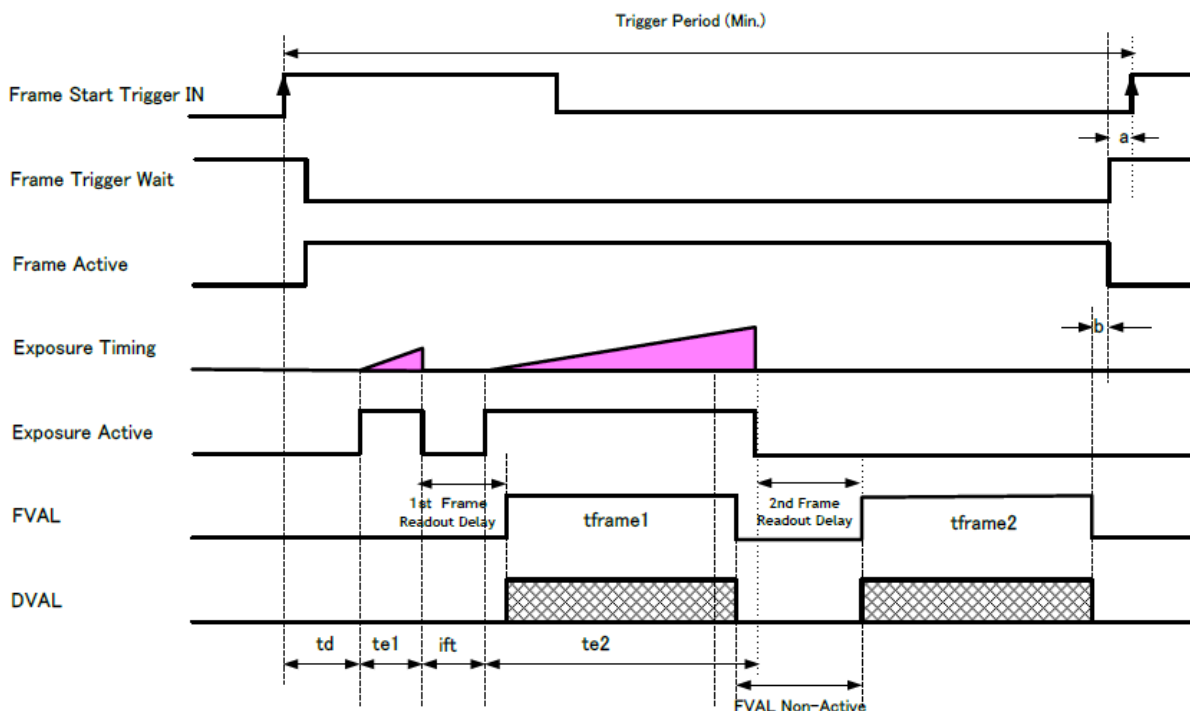 Trigger Period (Min.)
Frame Start Trigger IN
a
Frame Trigger Wait
Frame Active
b
Exposure Timing
Exposure Active
1st Frame
Readout Delay
2nd Frame
Readout Delay
FVAL
tframe1
tframe2
DVAL
td
te1
ift
te2
FVAL Non-Active